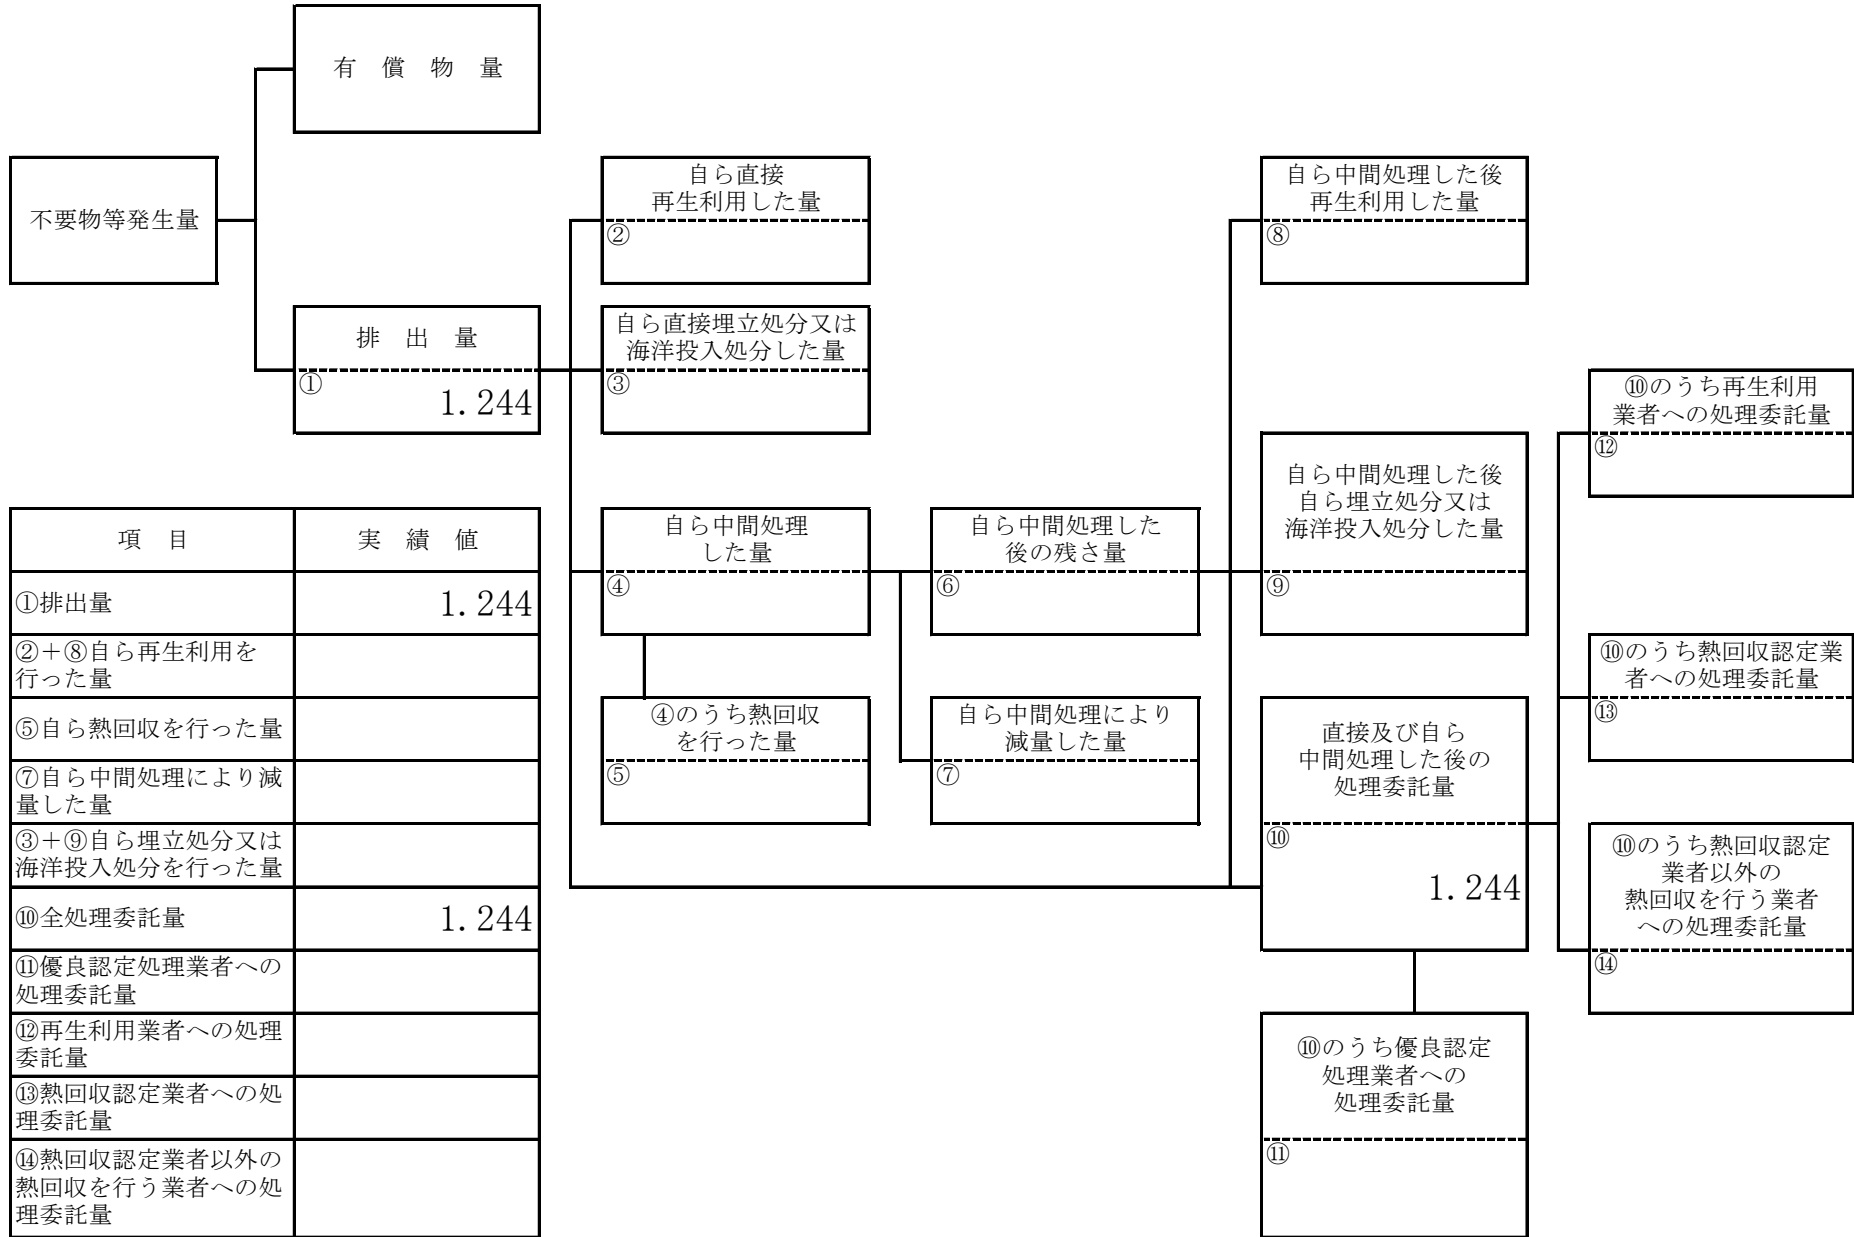 有 償 物 量
不要物等発生量
自ら直接
再生利用した量
②
自ら中間処理した後
再生利用した量
⑧
排 出 量
①
1.244
自ら直接埋立処分又は
海洋投入処分した量
③
⑩のうち再生利用
業者への処理委託量
⑫
自ら中間処理した後
自ら埋立処分又は
海洋投入処分した量
⑨
自ら中間処理
した量
④
自ら中間処理した
後の残さ量
⑥
⑩のうち熱回収認定業
者への処理委託量
⑬
④のうち熱回収
を行った量
⑤
自ら中間処理により
減量した量
⑦
直接及び自ら
中間処理した後の
処理委託量
⑩
1.244
⑩のうち熱回収認定
業者以外の
熱回収を行う業者
への処理委託量
⑭
⑩のうち優良認定
処理業者への
処理委託量
⑪
項 目
実 績 値
①排出量
1.244
②＋⑧自ら再生利用を
行った量
⑤自ら熱回収を行った量
⑦自ら中間処理により減
量した量
③＋⑨自ら埋立処分又は
海洋投入処分を行った量
⑩全処理委託量
1.244
⑪優良認定処理業者への
処理委託量
⑫再生利用業者への処理
委託量
⑬熱回収認定業者への処
理委託量
⑭熱回収認定業者以外の
熱回収を行う業者への処
理委託量